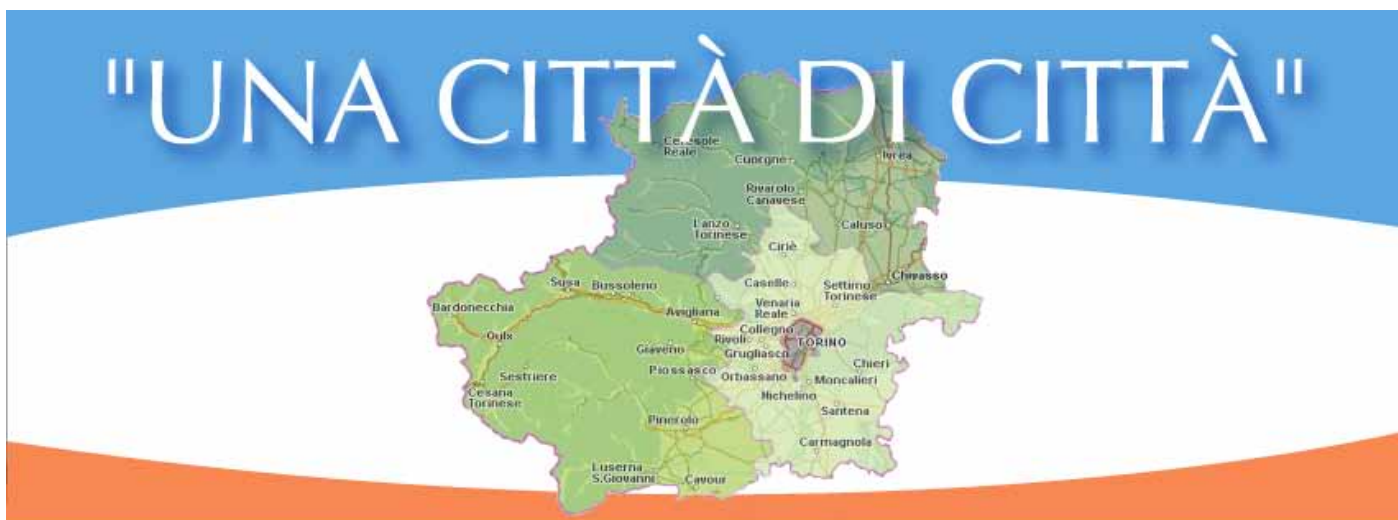 "UNA CITTÀ DI CITTÀ"
Ceresole
Reale
Cuorgnè
Ivrea
Rivarolo
Canavese
Lanzo
Torinese
Caluso
Ciriè
Chivasso
Susa
Bussoleno
Caselle
Settimo
Torinese
Bardonecchia
Venaria
Reale
Avigliana
Collegno
Oulx
Rivoli
TORINO
Giaveno
Grugliasco
Chieri
Sestriere
Piossasco
Orbassano
Moncalieri
Cesana
Torinese
Nichelino
Santena
Pinerolo
Carmagnola
Luserna
S.Giovanni
Cavour